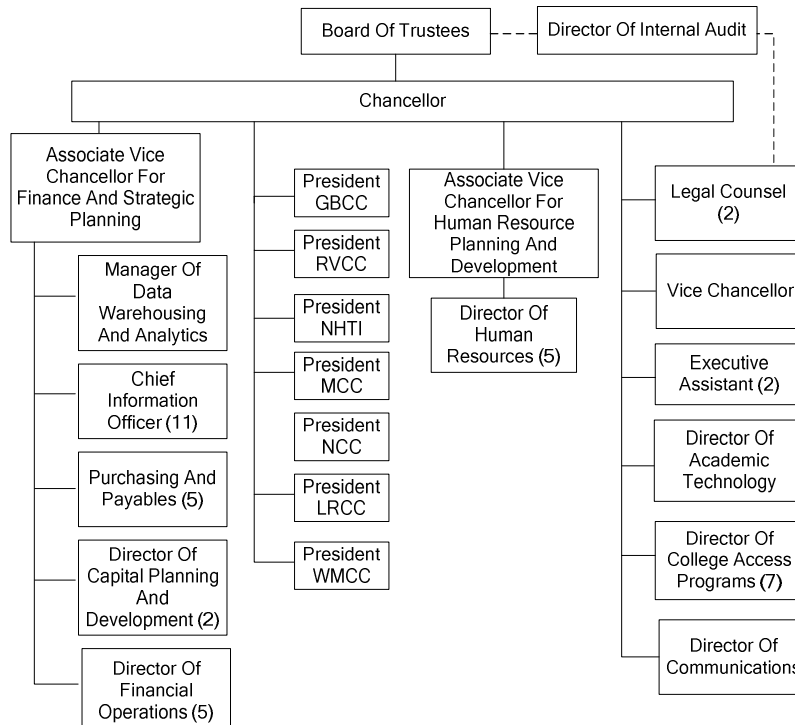 Board Of Trustees
Director Of Internal Audit
Chancellor
Associate Vice
Chancellor For
Finance And Strategic
Planning
Manager Of
Data
Warehousing
And Analytics
Chief
Information
Officer (11)
Purchasing And
Payables (5)
Director Of
Capital Planning
And
Development (2)
Director Of
Financial
Operations (5)
President
GBCC
President
RVCC
President
NHTI
President
MCC
President
NCC
President
LRCC
President
WMCC
Associate Vice
Chancellor For
Human Resource
Planning And
Development
Director Of
Human
Resources (5)
Legal Counsel
(2)
Vice Chancellor
Executive
Assistant (2)
Director Of
Academic
Technology
Director Of
College Access
Programs (7)
Director Of
Communications